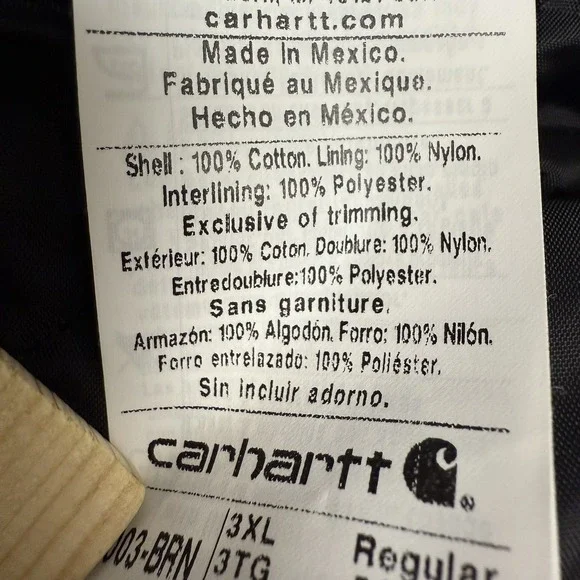 carhartt.com
Made in Mexico.
Fabriqué au Mexique.
Hecho en México.
Shell : 100% Cotton. Lining: 100% Nylon.
Interlining: 100% Polyester.
Exclusive of trimming.
Extérieur: 100% Coton. Doublure: 100% Nylon.
Entredoublure:100% Polyester.
Sans garniture.
Armazón: 100% Algodón. Forro: 100% Nilón.
Forro entrelazado: 100% Poliéster.
Sin incluir adorno.
carhartt ®
003-BRN 3XL Regular
3TG